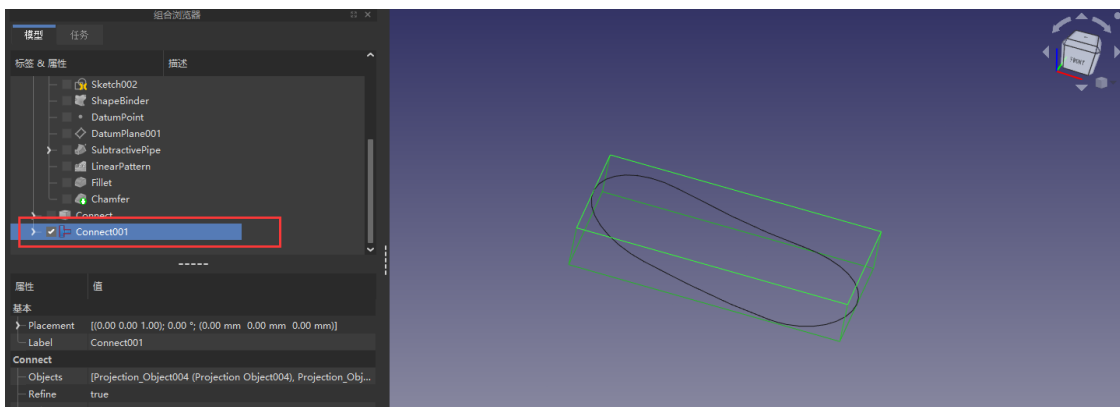 组合浏览器
模型 任务
标签 & 属性 描述
Sketch002
ShapeBinder
DatumPoint
DatumPlane001
SubtractivePipe
LinearPattern
Fillet
Chamfer
Connect
Connect001
属性 值
基本
Placement [(0.00 0.00 1.00); 0.00 °; (0.00 mm 0.00 mm 0.00 mm)]
Label Connect001
Connect
Objects [Projection_Object004 (Projection Object004), Projection_Obj...
Refine true
FRONT